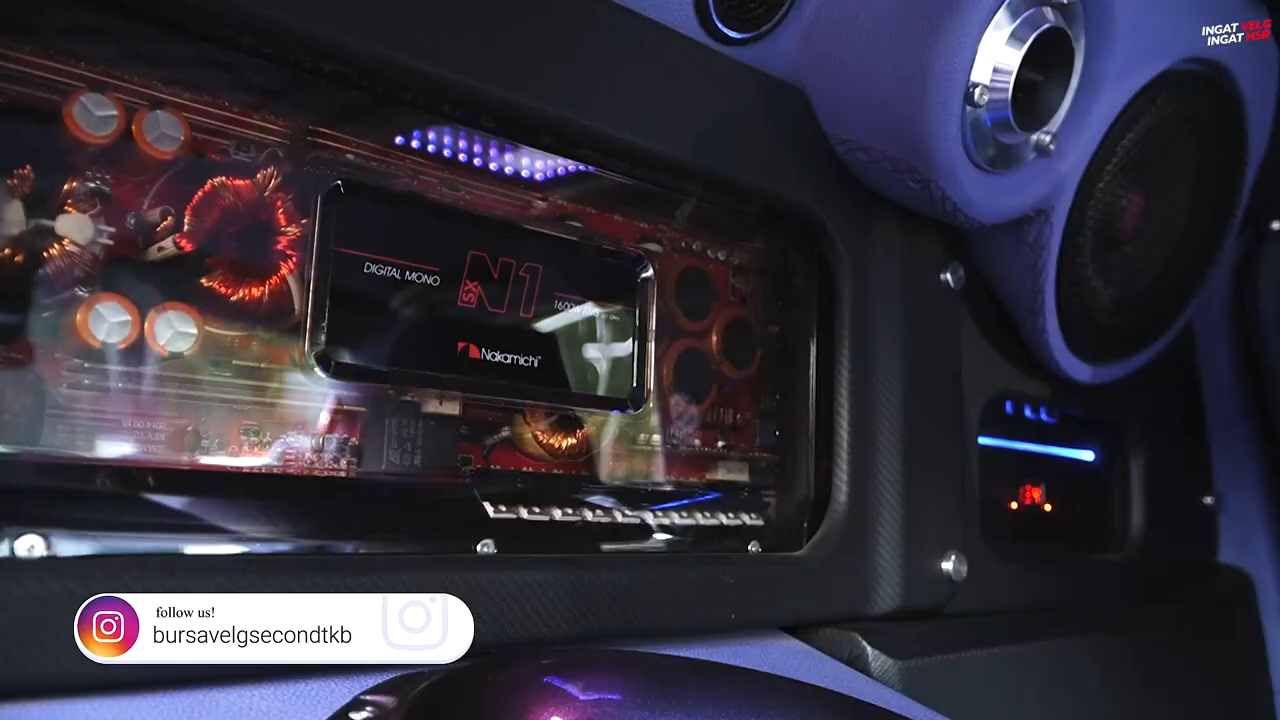 INGAT VELG
INGAT HSR
DIGITAL MONO
SX
N1
Nakamichi
follow us!
bursavelgsecondtkb